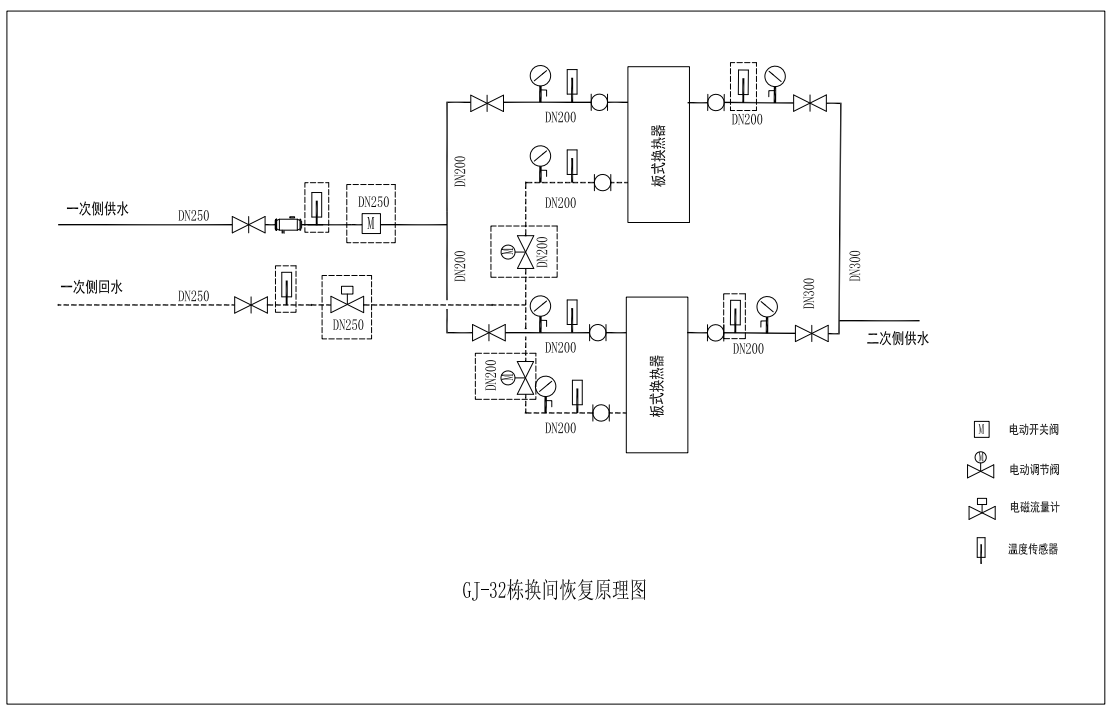 DN200
DN200
板式换热器
DN200
DN200
一次侧供水
DN250
DN250
M
DN200
M
DN200
DN200
一次侧回水
DN250
DN250
DN300
DN300
DN200
DN200
二次侧供水
M
DN200
板式换热器
DN200
M
电动开关阀
M
电动调节阀
电磁流量计
温度传感器
GJ-32栋换间恢复原理图